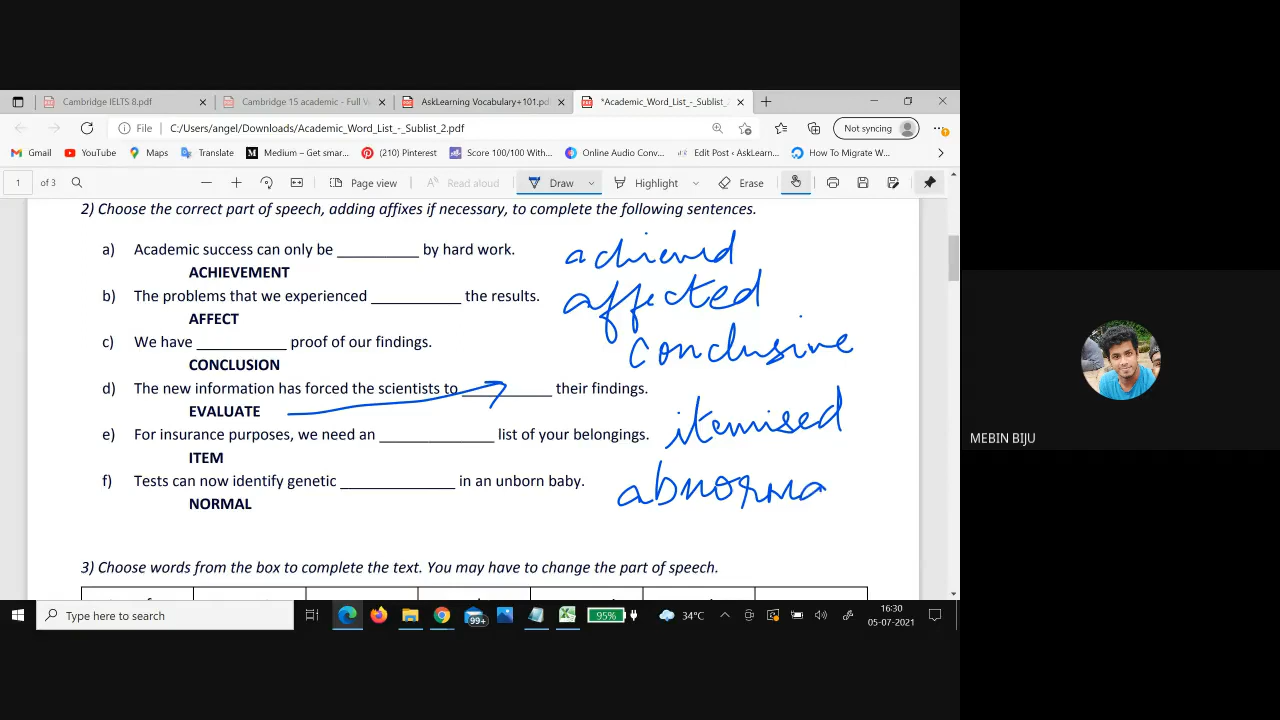 Cambridge IELTS 8.pdf
Cambridge 15 academic - Full V
AskLearning Vocabulary+101.pd
*Academic_Word_List_-_Sublist_
File C:/Users/angel/Downloads/Academic_Word_List_-_Sublist_2.pdf
Not syncing
Gmail YouTube Maps Translate Medium – Get smar... (210) Pinterest Score 100/100 With... Online Audio Conv... Edit Post ‹ AskLearn... How To Migrate W...
1 of 3 Page view Read aloud Draw Highlight Erase
2) Choose the correct part of speech, adding affixes if necessary, to complete the following sentences.
a) Academic success can only be __________ by hard work. achieved
ACHIEVEMENT
b) The problems that we experienced ___________ the results. affected
AFFECT
c) We have ___________ proof of our findings. conclusive
CONCLUSION
d) The new information has forced the scientists to ___________ their findings.
EVALUATE
e) For insurance purposes, we need an ______________ list of your belongings. itemised
ITEM
f) Tests can now identify genetic ______________ in an unborn baby. abnorma
NORMAL
3) Choose words from the box to complete the text. You may have to change the part of speech.
MEBIN BIJU
Type here to search
99+
95%
34°C
16:30
05-07-2021